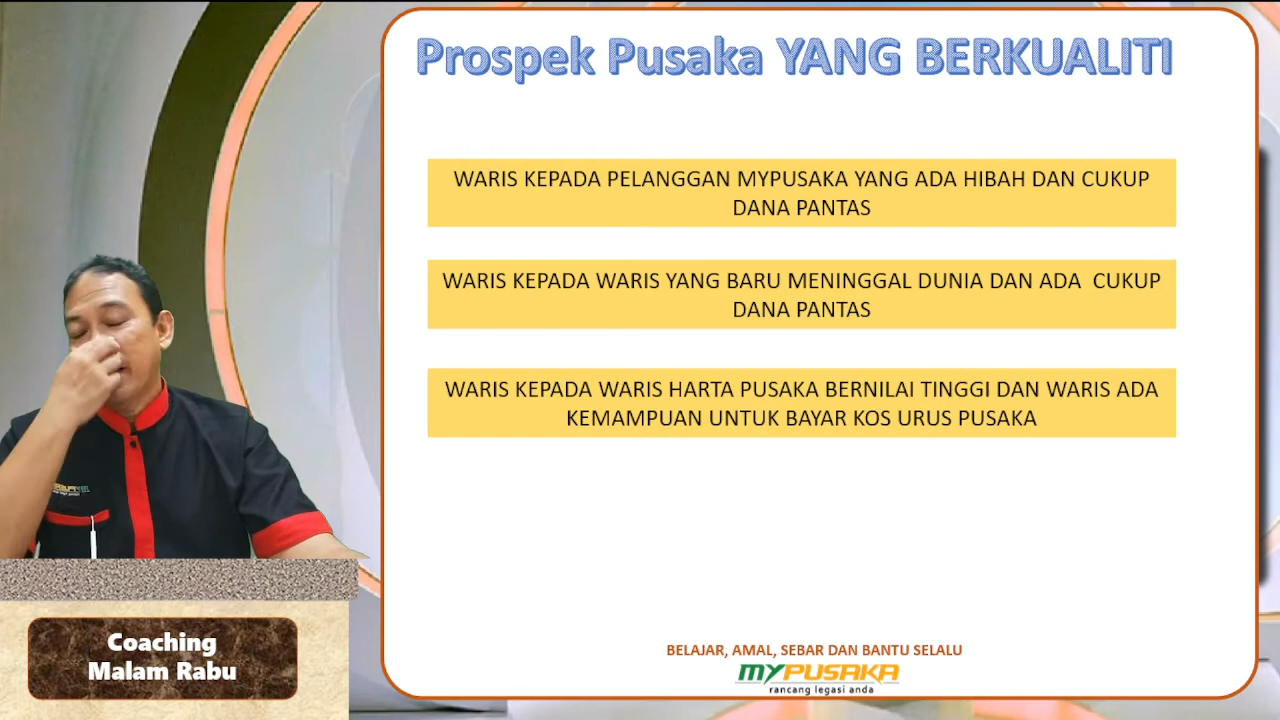 Prospek Pusaka YANG BERKUALITI
WARIS KEPADA PELANGGAN MYPUSAKA YANG ADA HIBAH DAN CUKUP
DANA PANTAS
WARIS KEPADA WARIS YANG BARU MENINGGAL DUNIA DAN ADA CUKUP
DANA PANTAS
WARIS KEPADA WARIS HARTA PUSAKA BERNILAI TINGGI DAN WARIS ADA
KEMAMPUAN UNTUK BAYAR KOS URUS PUSAKA
Coaching
Malam Rabu
BELAJAR, AMAL, SEBAR DAN BANTU SELALU
MYPUSAKA
rancang legasi anda